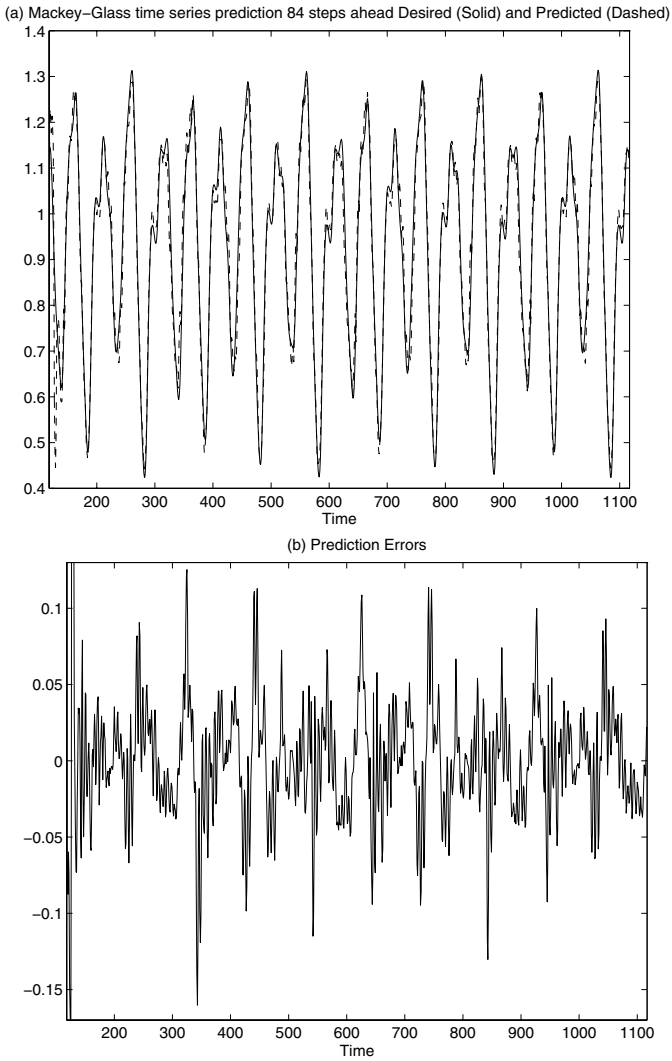 (a) Mackey–Glass time series prediction 84 steps ahead Desired (Solid) and Predicted (Dashed)
1.4
1.3
1.2
1.1
1
0.9
0.8
0.7
0.6
0.5
0.4
200 300 400 500 600 700 800 900 1000 1100
Time
(b) Prediction Errors
0.1
0.05
0
−0.05
−0.1
−0.15
200 300 400 500 600 700 800 900 1000 1100
Time